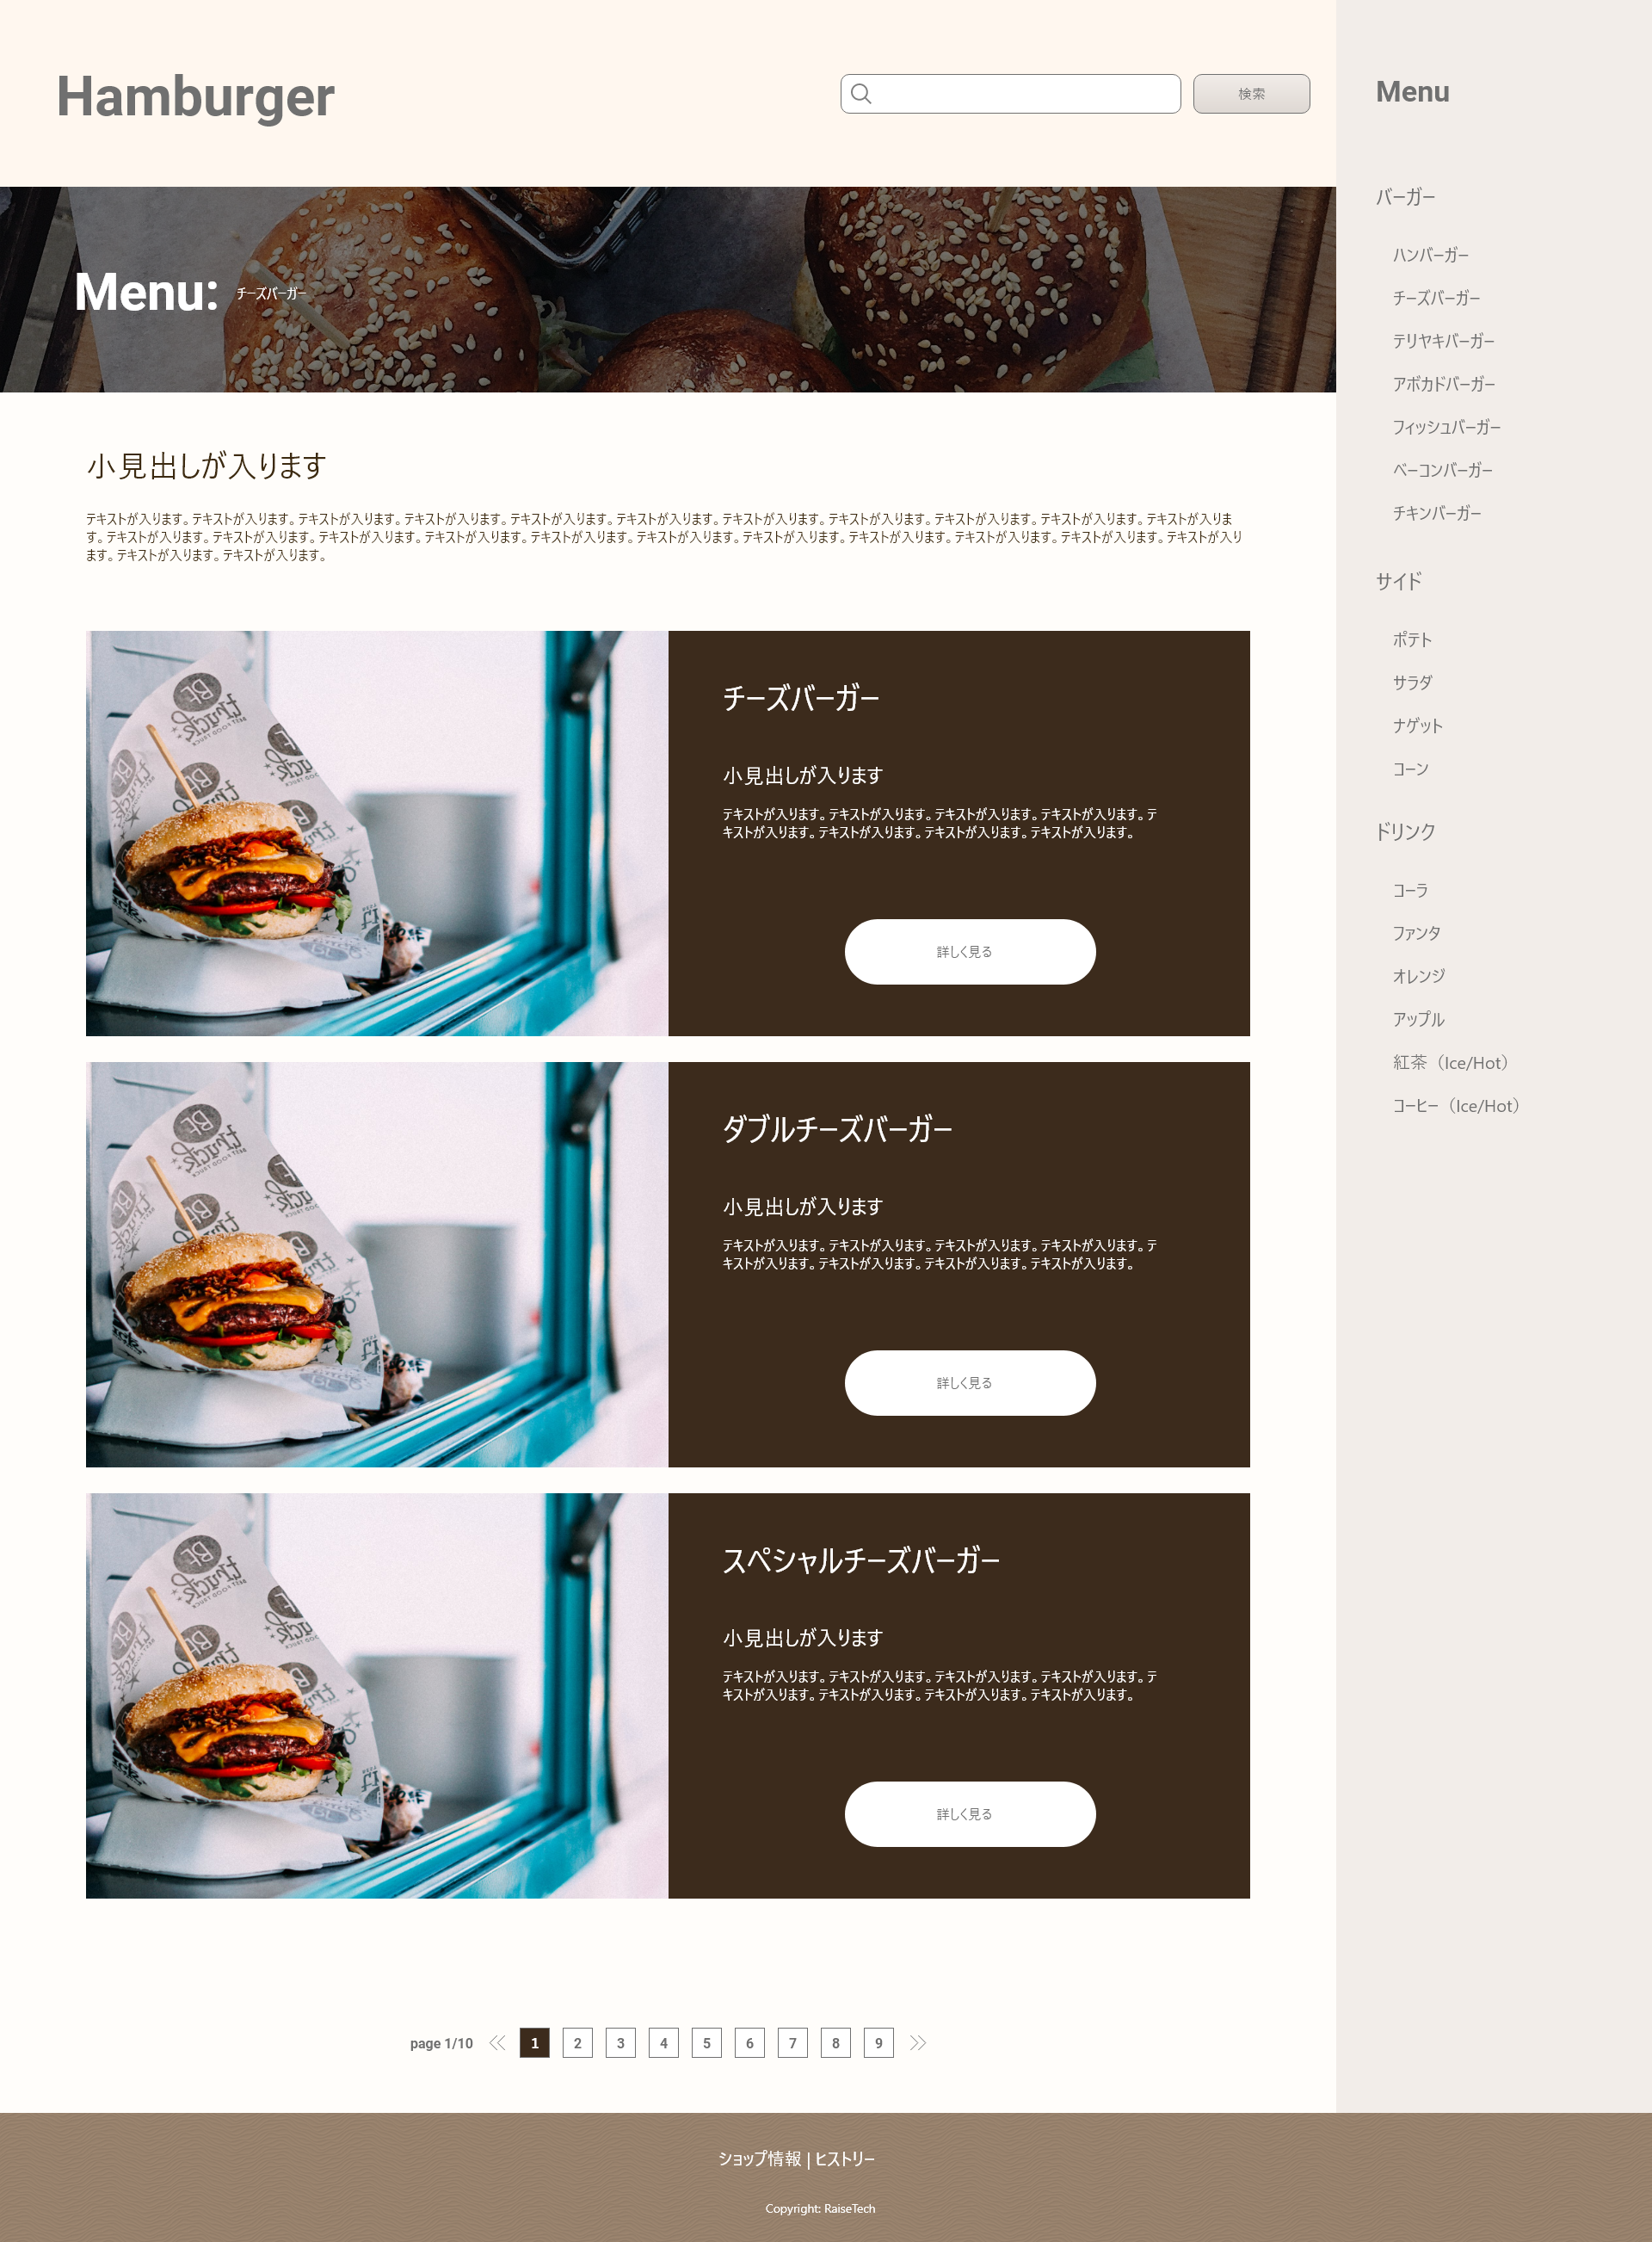 Hamburger
検索
Menu:
チーズバーガー
小見出しが入ります
テキストが入ります。テキストが入ります。テキストが入ります。テキストが入ります。テキストが入ります。テキストが入ります。テキストが入ります。テキストが入ります。テキストが入ります。テキストが入ります。テキストが入りま
す。テキストが入ります。テキストが入ります。テキストが入ります。テキストが入ります。テキストが入ります。テキストが入ります。テキストが入ります。テキストが入ります。テキストが入ります。テキストが入ります。テキストが入り
ます。テキストが入ります。テキストが入ります。
チーズバーガー
小見出しが入ります
テキストが入ります。テキストが入ります。テキストが入ります。テキストが入ります。テ
キストが入ります。テキストが入ります。テキストが入ります。テキストが入ります。
詳しく見る
ダブルチーズバーガー
小見出しが入ります
テキストが入ります。テキストが入ります。テキストが入ります。テキストが入ります。テ
キストが入ります。テキストが入ります。テキストが入ります。テキストが入ります。
詳しく見る
スペシャルチーズバーガー
小見出しが入ります
テキストが入ります。テキストが入ります。テキストが入ります。テキストが入ります。テ
キストが入ります。テキストが入ります。テキストが入ります。テキストが入ります。
詳しく見る
page 1/10 1 2 3 4 5 6 7 8 9
Menu
バーガー
ハンバーガー
チーズバーガー
テリヤキバーガー
アボカドバーガー
フィッシュバーガー
ベーコンバーガー
チキンバーガー
サイド
ポテト
サラダ
ナゲット
コーン
ドリンク
コーラ
ファンタ
オレンジ
アップル
紅茶（Ice/Hot）
コーヒー（Ice/Hot）
ショップ情報 | ヒストリー
Copyright: RaiseTech